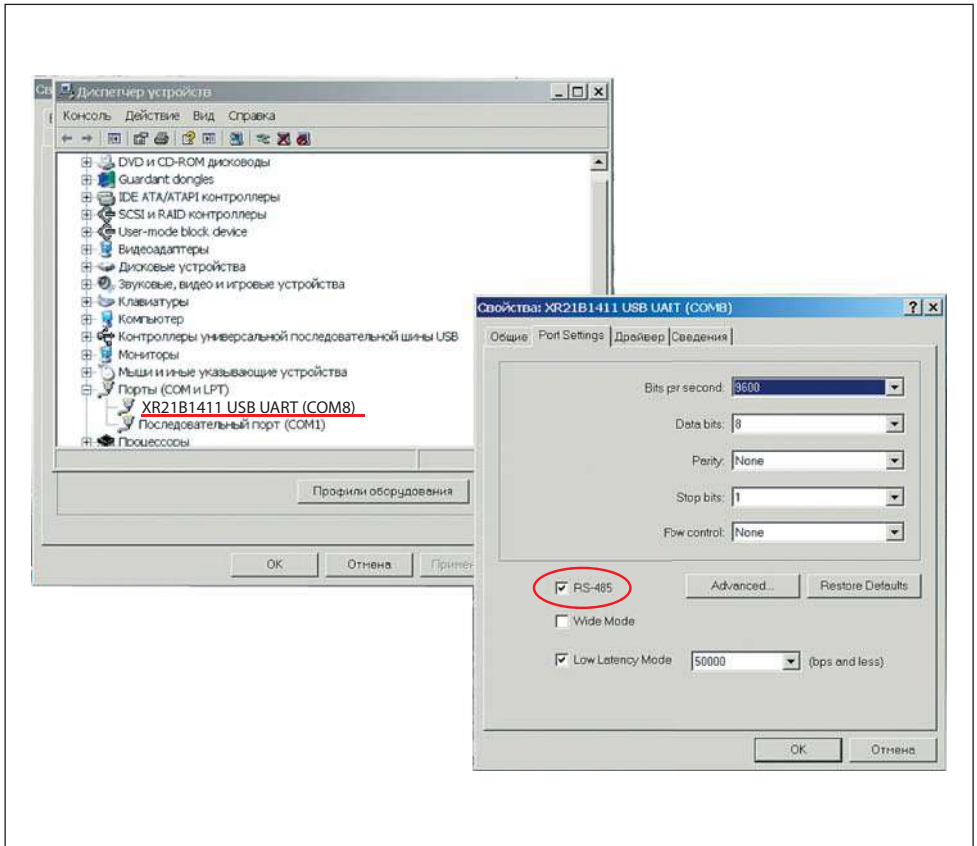 Св
Диспетчер устройств
Консоль Действие Вид Справка
DVD и CD-ROM дисководы
Guardant dongles
IDE ATA/ATAPI контроллеры
SCSI и RAID контроллеры
User-mode block device
Видеоадаптеры
Дисковые устройства
Звуковые, видео и игровые устройства
Клавиатуры
Компьютер
Контроллеры универсальной последовательной шины USB
Мониторы
Мыши и иные указывающие устройства
Порты (COM и LPT)
XR21B1411 USB UART (COM8)
Последовательный порт (COM1)
Процессоры
Профили оборудования
OK Отмена Примен
Свойства: XR21B1411 USB UAIT (COM8)
Общие Port Settings Драйвер Сведения
Bits pr second: 9600
Data bits: 8
Parity: None
Stop bits: 1
Fbw control: None
RS-485 Advanced... Restore Defaults
Wide Mode
Low Latency Mode 50000 (bps and less)
OK Отмена